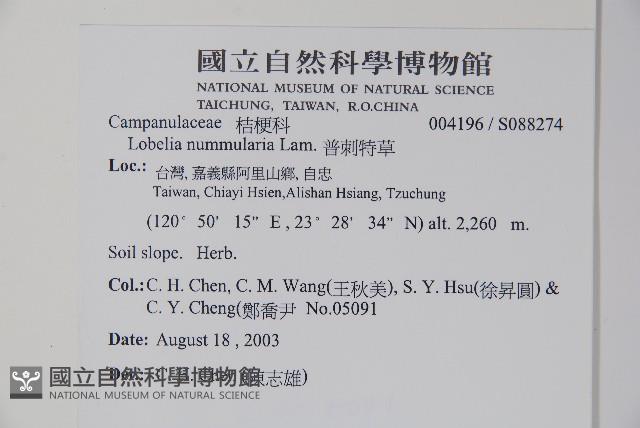 國立自然科學博物館
NATIONAL MUSEUM OF NATURAL SCIENCE
TAICHUNG, TAIWAN, R.O.CHINA
Campanulaceae 桔梗科 004196 / S088274
Lobelia nummularia Lam. 普刺特草
Loc.: 台灣, 嘉義縣阿里山鄉, 自忠
Taiwan, Chiayi Hsien,Alishan Hsiang, Tzuchung
(120° 50' 15" E , 23° 28' 34" N) alt. 2,260 m.
Soil slope. Herb.
Col.: C. H. Chen, C. M. Wang(王秋美), S. Y. Hsu(徐昇圓) &
C. Y. Cheng(鄭喬尹 No.05091
Date: August 18 , 2003
志雄)
國立自然科學博物館
NATIONAL MUSEUM OF NATURAL SCIENCE